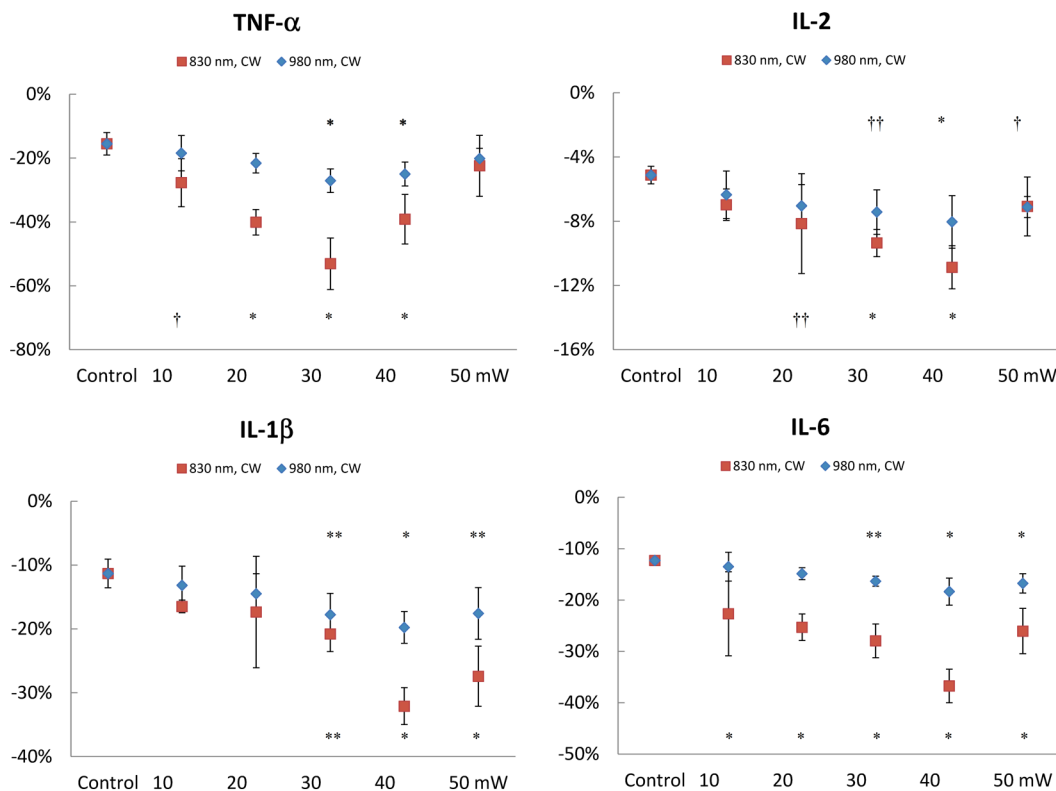 TNF-α
830 nm, CW 980 nm, CW
0%
* *
-20%
-40%
-60%
† * * *
-80%
Control 10 20 30 40 50 mW
IL-2
830 nm, CW 980 nm, CW
0%
†† * †
-4%
-8%
-12%
†† * *
-16%
Control 10 20 30 40 50 mW
IL-1β
830 nm, CW 980 nm, CW
0%
** * **
-10%
-20%
-30%
** * *
-40%
Control 10 20 30 40 50 mW
IL-6
830 nm, CW 980 nm, CW
0%
** * *
-10%
-20%
-30%
-40%
* * * * *
-50%
Control 10 20 30 40 50 mW